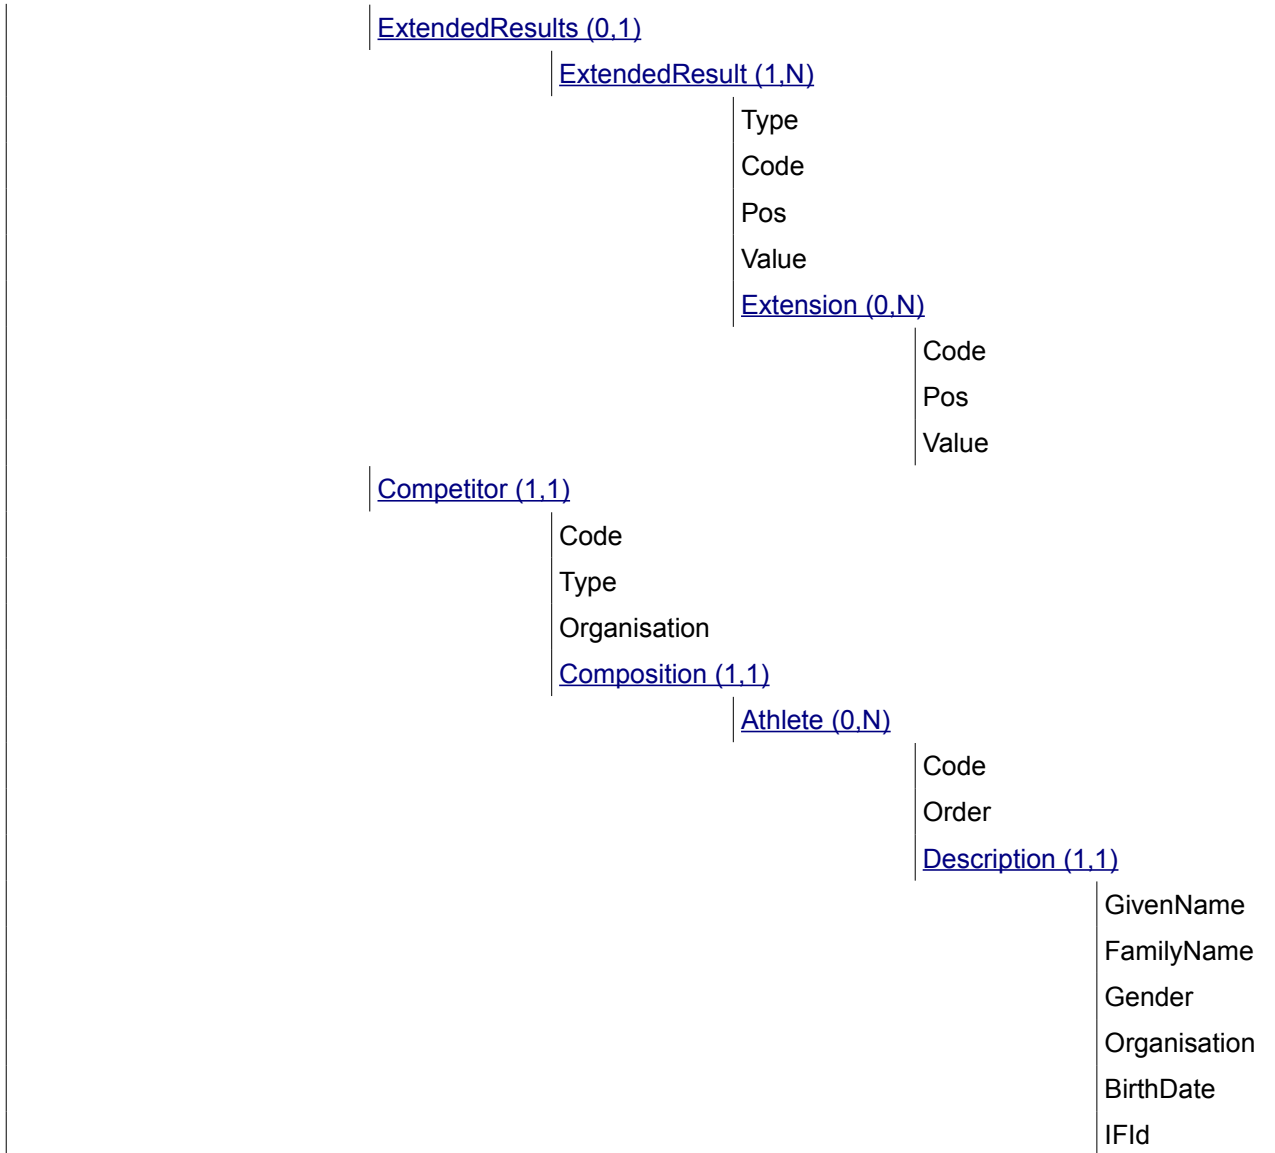 ExtendedResults (0,1)
ExtendedResult (1,N)
Type
Code
Pos
Value
Extension (0,N)
Code
Pos
Value
Competitor (1,1)
Code
Type
Organisation
Composition (1,1)
Athlete (0,N)
Code
Order
Description (1,1)
GivenName
FamilyName
Gender
Organisation
BirthDate
IFId